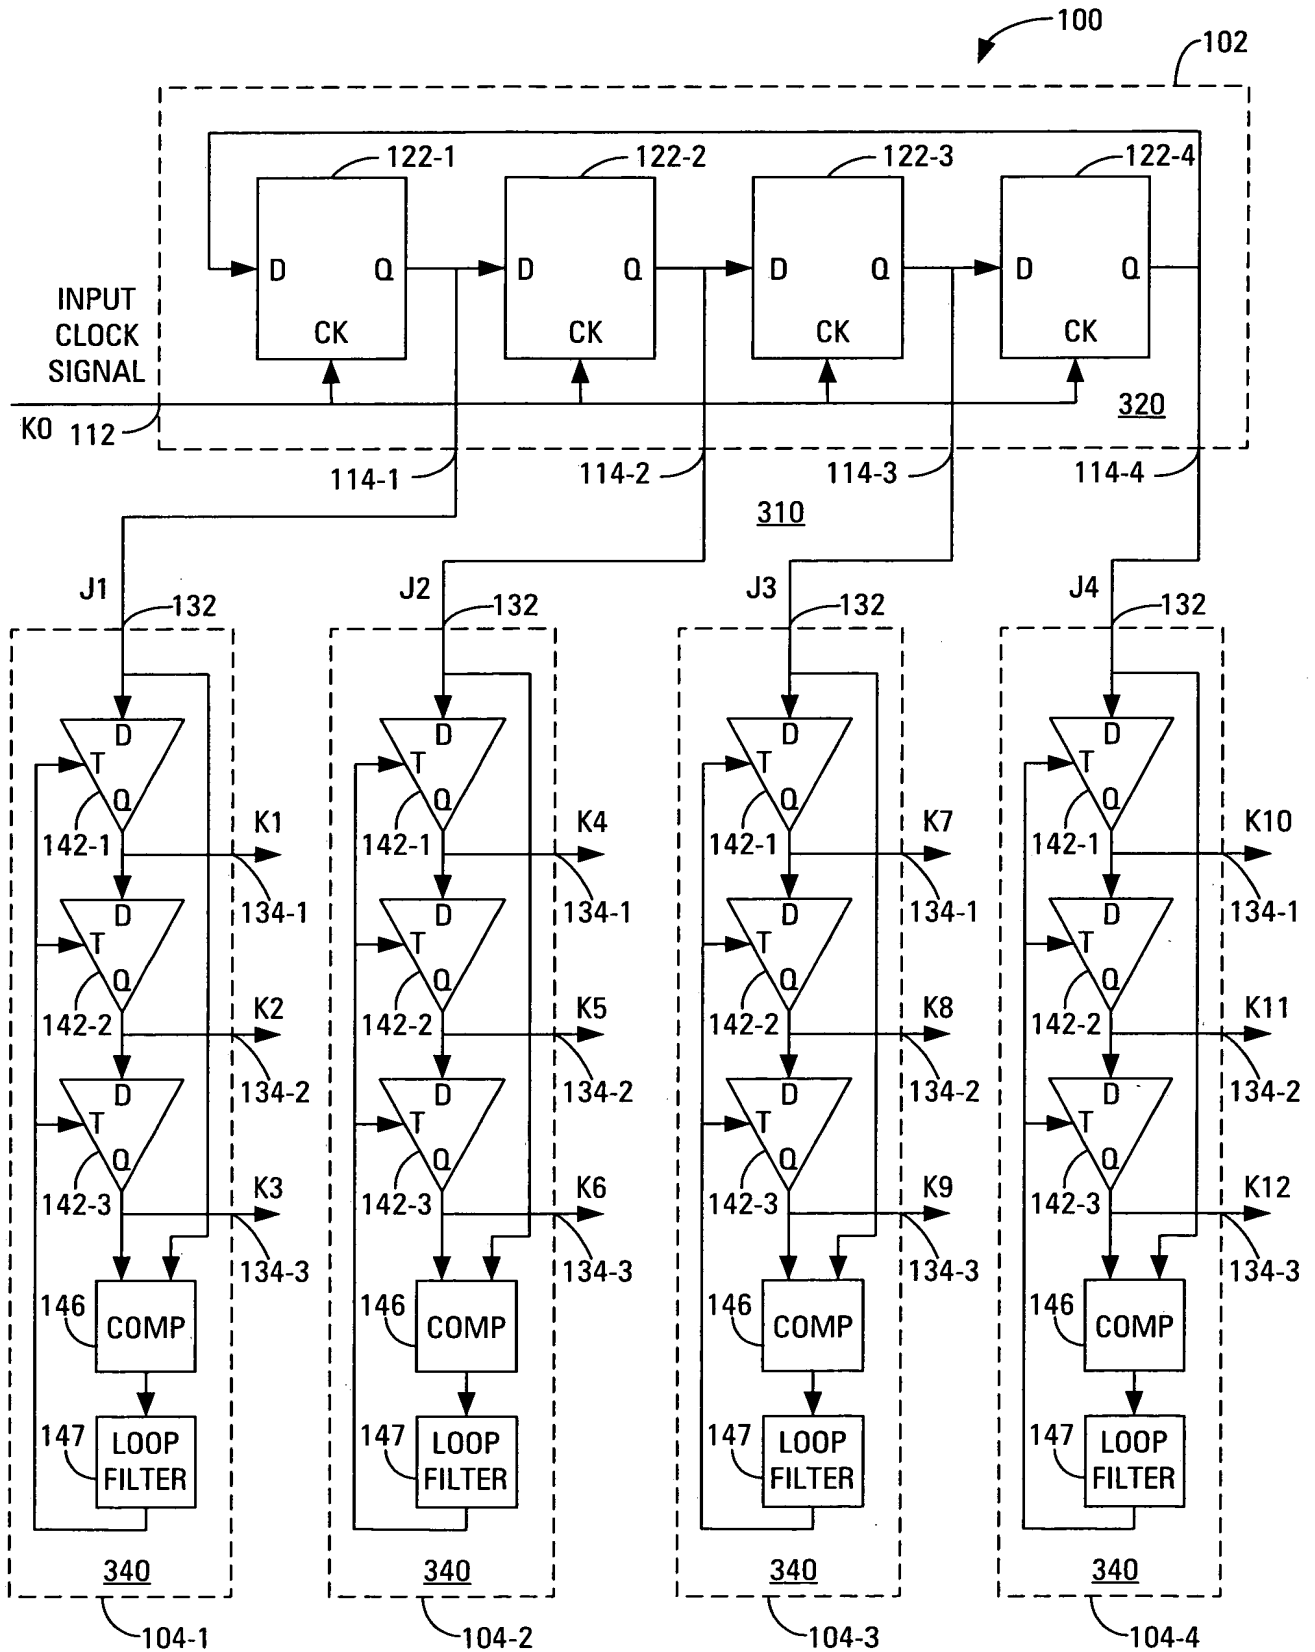 100
102
122-1
122-2
122-3
122-4
D Q D Q D Q D Q
CK CK CK CK
INPUT
CLOCK
SIGNAL
K0 112
320
114-1 114-2 114-3 114-4
310
J1 132 J2 132 J3 132 J4 132
D D D D
T T T T
Q Q Q Q
K1 K4 K7 K10
142-1 142-1 142-1 142-1
134-1 134-1 134-1 134-1
D D D D
T T T T
Q Q Q Q
K2 K5 K8 K11
142-2 142-2 142-2 142-2
134-2 134-2 134-2 134-2
D D D D
T T T T
Q Q Q Q
K3 K6 K9 K12
142-3 142-3 142-3 142-3
134-3 134-3 134-3 134-3
146 146 146 146
COMP COMP COMP COMP
147 147 147 147
LOOP LOOP LOOP LOOP
FILTER FILTER FILTER FILTER
340 340 340 340
104-1 104-2 104-3 104-4